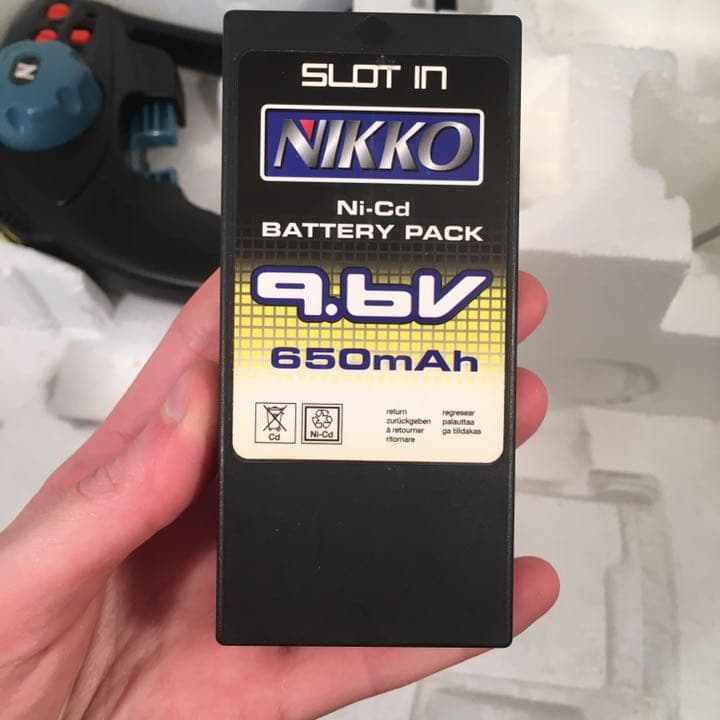 SLOT IN
NIKKO
Ni-Cd
BATTERY PACK
9.6V
650mAh
Cd
Ni-Cd
return
zurückgeben
à retourner
ritornare
regresear
palauttaa
ga tilldakas
N